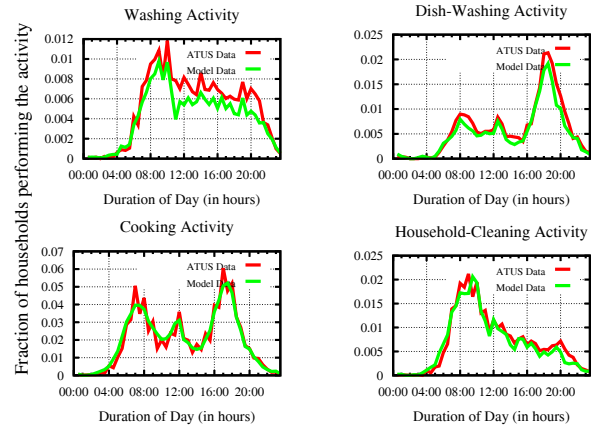 Fraction of households performing the activity
Washing Activity
0.012
0.01
0.008
0.006
0.004
0.002
0
ATUS Data
Model Data
00:00 04:00 08:00 12:00 16:00 20:00
Duration of Day (in hours)
Dish-Washing Activity
0.025
0.02
0.015
0.01
0.005
0
ATUS Data
Model Data
00:00 04:00 08:00 12:00 16:00 20:00
Duration of Day (in hours)
Cooking Activity
0.07
0.06
0.05
0.04
0.03
0.02
0.01
0
ATUS Data
Model Data
00:00 04:00 08:00 12:00 16:00 20:00
Duration of Day (in hours)
Household-Cleaning Activity
0.025
0.02
0.015
0.01
0.005
0
ATUS Data
Model Data
00:00 04:00 08:00 12:00 16:00 20:00
Duration of Day (in hours)